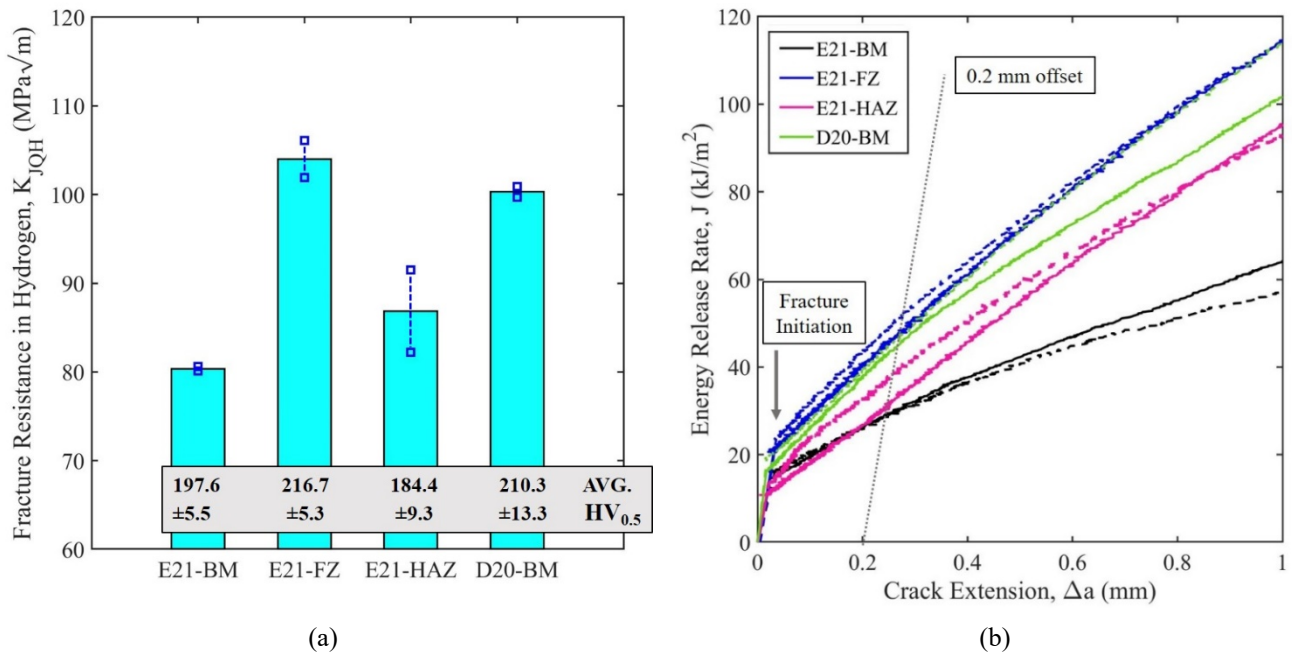 Fracture Resistance in Hydrogen, K_JQH (MPa√m)
120
110
100
90
80
70
60
197.6 216.7 184.4 210.3 AVG.
±5.5 ±5.3 ±9.3 ±13.3 HV0.5
E21-BM E21-FZ E21-HAZ D20-BM
(a)
Energy Release Rate, J (kJ/m²)
120
100
80
60
40
20
0
E21-BM
E21-FZ
E21-HAZ
D20-BM
0.2 mm offset
Fracture
Initiation
0 0.2 0.4 0.6 0.8 1
Crack Extension, Δa (mm)
(b)